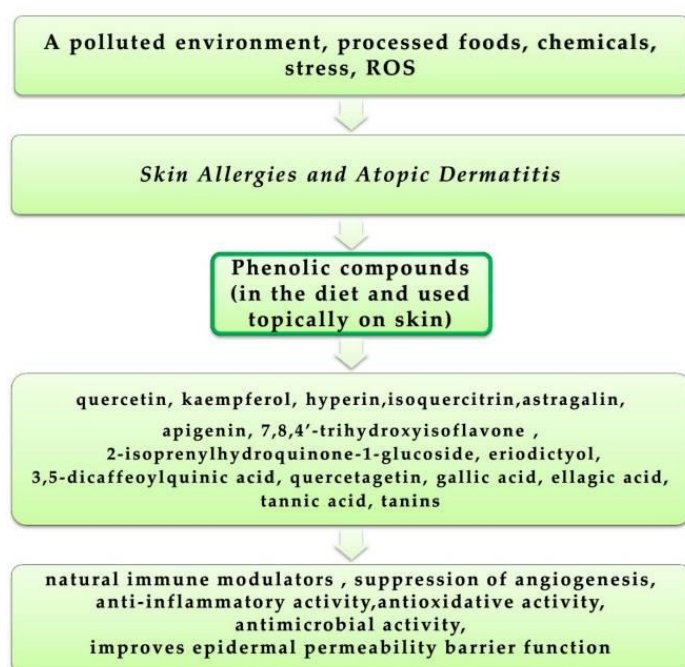 A polluted environment, processed foods, chemicals,
stress, ROS
Skin Allergies and Atopic Dermatitis
Phenolic compounds
(in the diet and used
topically on skin)
quercetin, kaempferol, hyperin,isoquercitrin,astragalin,
apigenin, 7,8,4′-trihydroxyisoflavone ,
2-isoprenylhydroquinone-1-glucoside, eriodictyol,
3,5-dicaffeoylquinic acid, quercetagetin, gallic acid, ellagic acid,
tannic acid, tanins
natural immune modulators , suppression of angiogenesis,
anti-inflammatory activity,antioxidative activity,
antimicrobial activity,
improves epidermal permeability barrier function